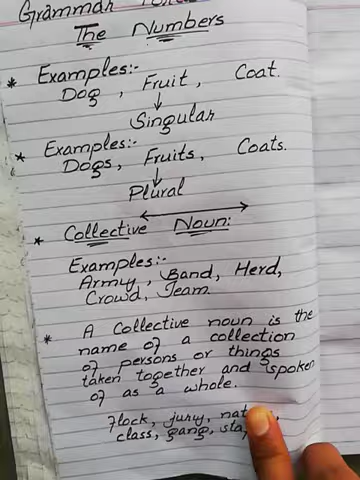 Grammar
The Numbers
* Examples:-
Dog, Fruit, Coat.
Singular
* Examples:-
Dogs, Fruits, Coats.
Plural
* Collective Noun:
Examples:-
Army, Band, Herd,
Crowd, Team.
* A Collective noun is the
name of a collection
of persons or things
taken together and spoken
of as a whole.
Flock, jury,
class, gang,